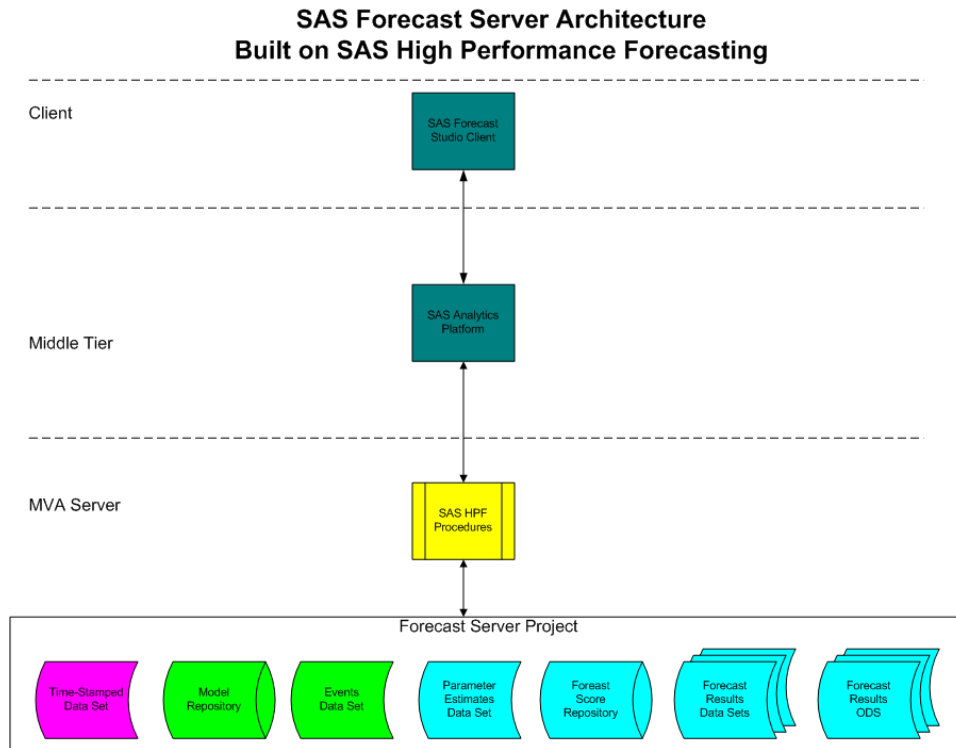 SAS Forecast Server Architecture
Built on SAS High Performance Forecasting
Client
SAS Forecast
Studio Client
Middle Tier
SAS Analytics
Platform
MVA Server
SAS HPF
Procedures
Forecast Server Project
Time-Stamped
Data Set
Model
Repository
Events
Data Set
Parameter
Estimates
Data Set
Foreast
Score
Repository
Forecast
Results
Data Sets
Forecast
Results
ODS